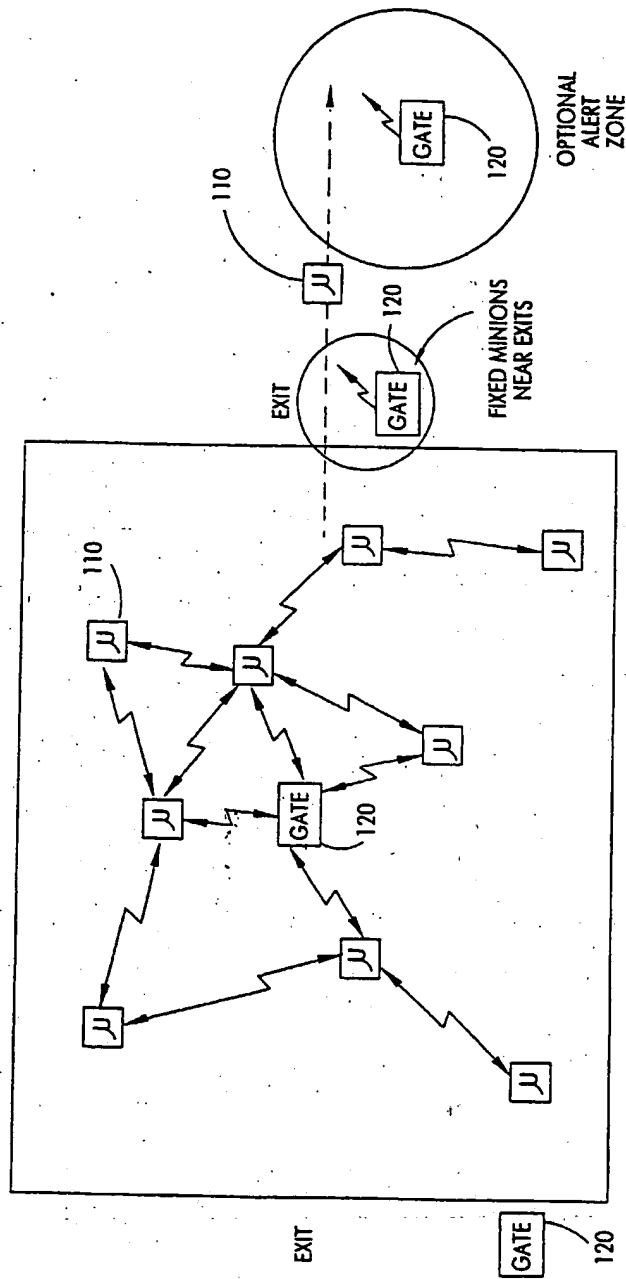 110
μ
μ
μ
110
μ
EXIT
EXIT
GATE
μ
μ
120
μ
120
GATE
GATE
μ
120
FIXED MINIONS
NEAR EXITS
GATE
μ
μ
OPTIONAL
ALERT
ZONE
120